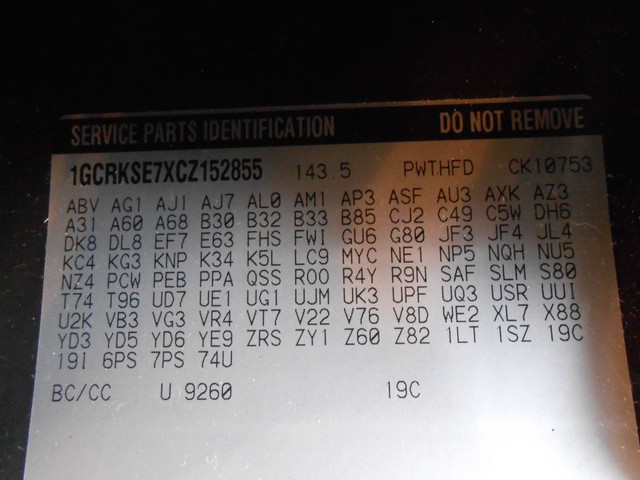 SERVICE PARTS IDENTIFICATION DO NOT REMOVE
1GCRKSE7XCZ152855 143.5 PWTHFD CK10753
ABV AG1 AJ1 AJ7 AL0 AM1 AP3 ASF AU3 AXK AZ3
A31 A60 A68 B30 B32 B33 B85 CJ2 C49 C5W DH6
DK8 DL8 EF7 E63 FHS FWI GU6 G80 JF3 JF4 JL4
KC4 KG3 KNP K34 K5L LC9 MYC NE1 NP5 NQH NU5
NZ4 PCW PEB PPA QSS R00 R4Y R9N SAF SLM S80
T74 T96 UD7 UE1 UG1 UJM UK3 UPF UQ3 USR UU1
U2K VB3 VG3 VR4 VT7 V22 V76 V8D WE2 XL7 X88
YD3 YD5 YD6 YE9 ZRS ZY1 Z60 Z82 1LT 1SZ 19C
19I 6PS 7PS 74U
BC/CC U 9260 19C